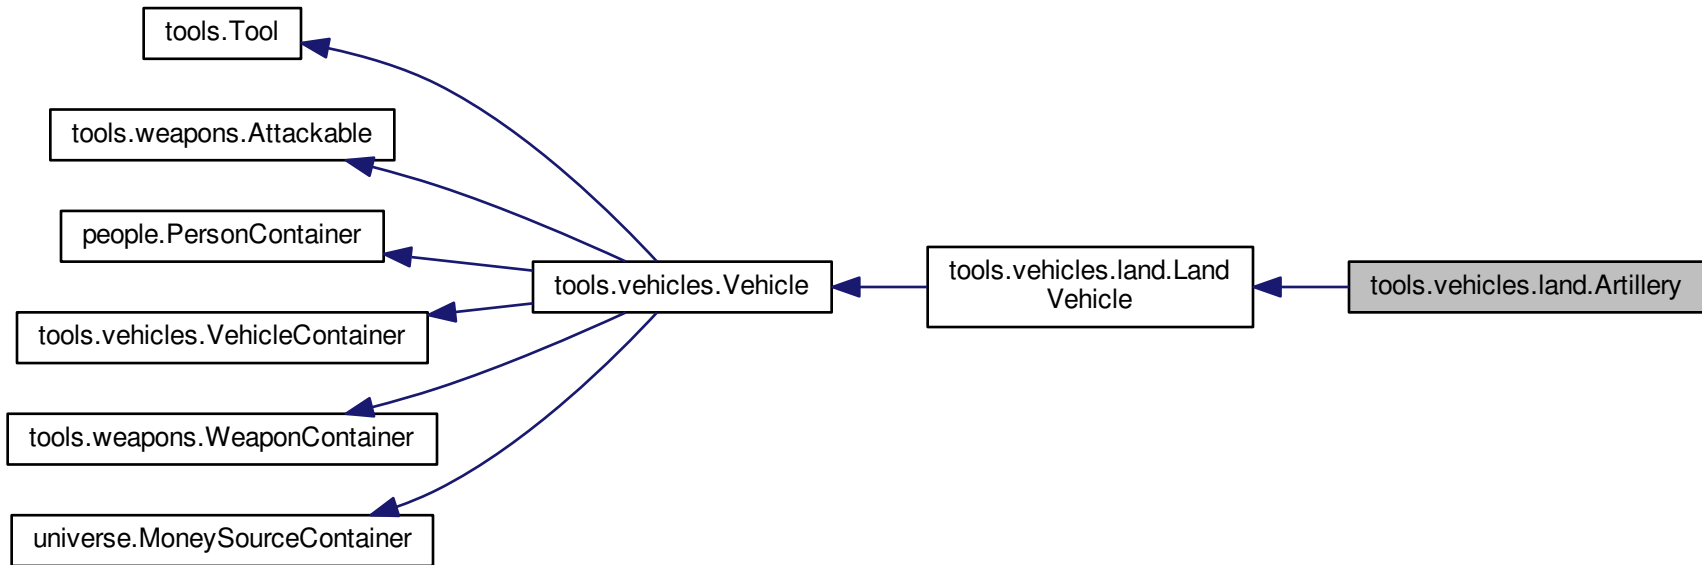 tools.Tool
tools.weapons.Attackable
people.PersonContainer
tools.vehicles.VehicleContainer
tools.weapons.WeaponContainer
universe.MoneySourceContainer
tools.vehicles.Vehicle
tools.vehicles.land.Land
Vehicle
tools.vehicles.land.Artillery